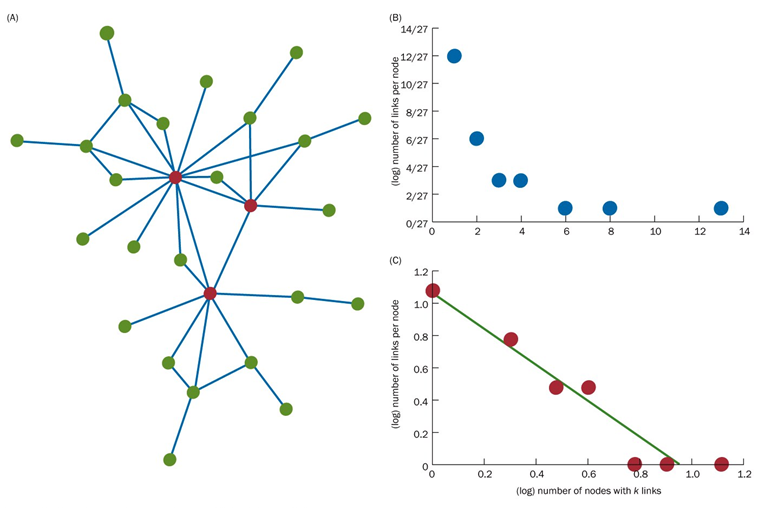 (A)
(B)
(log) number of links per node
14/27
12/27
10/27
8/27
6/27
4/27
2/27
0/27
0 2 4 6 8 10 12 14
(C)
(log) number of links per node
1.2
1.0
0.8
0.6
0.4
0.2
0
0 0.2 0.4 0.6 0.8 1.0 1.2
(log) number of nodes with k links